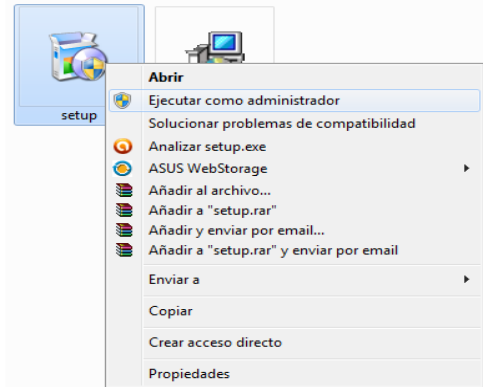 setup
Abrir
Ejecutar como administrador
Solucionar problemas de compatibilidad
Analizar setup.exe
ASUS WebStorage
Añadir al archivo...
Añadir a "setup.rar"
Añadir y enviar por email...
Añadir a "setup.rar" y enviar por email
Enviar a
Copiar
Crear acceso directo
Propiedades